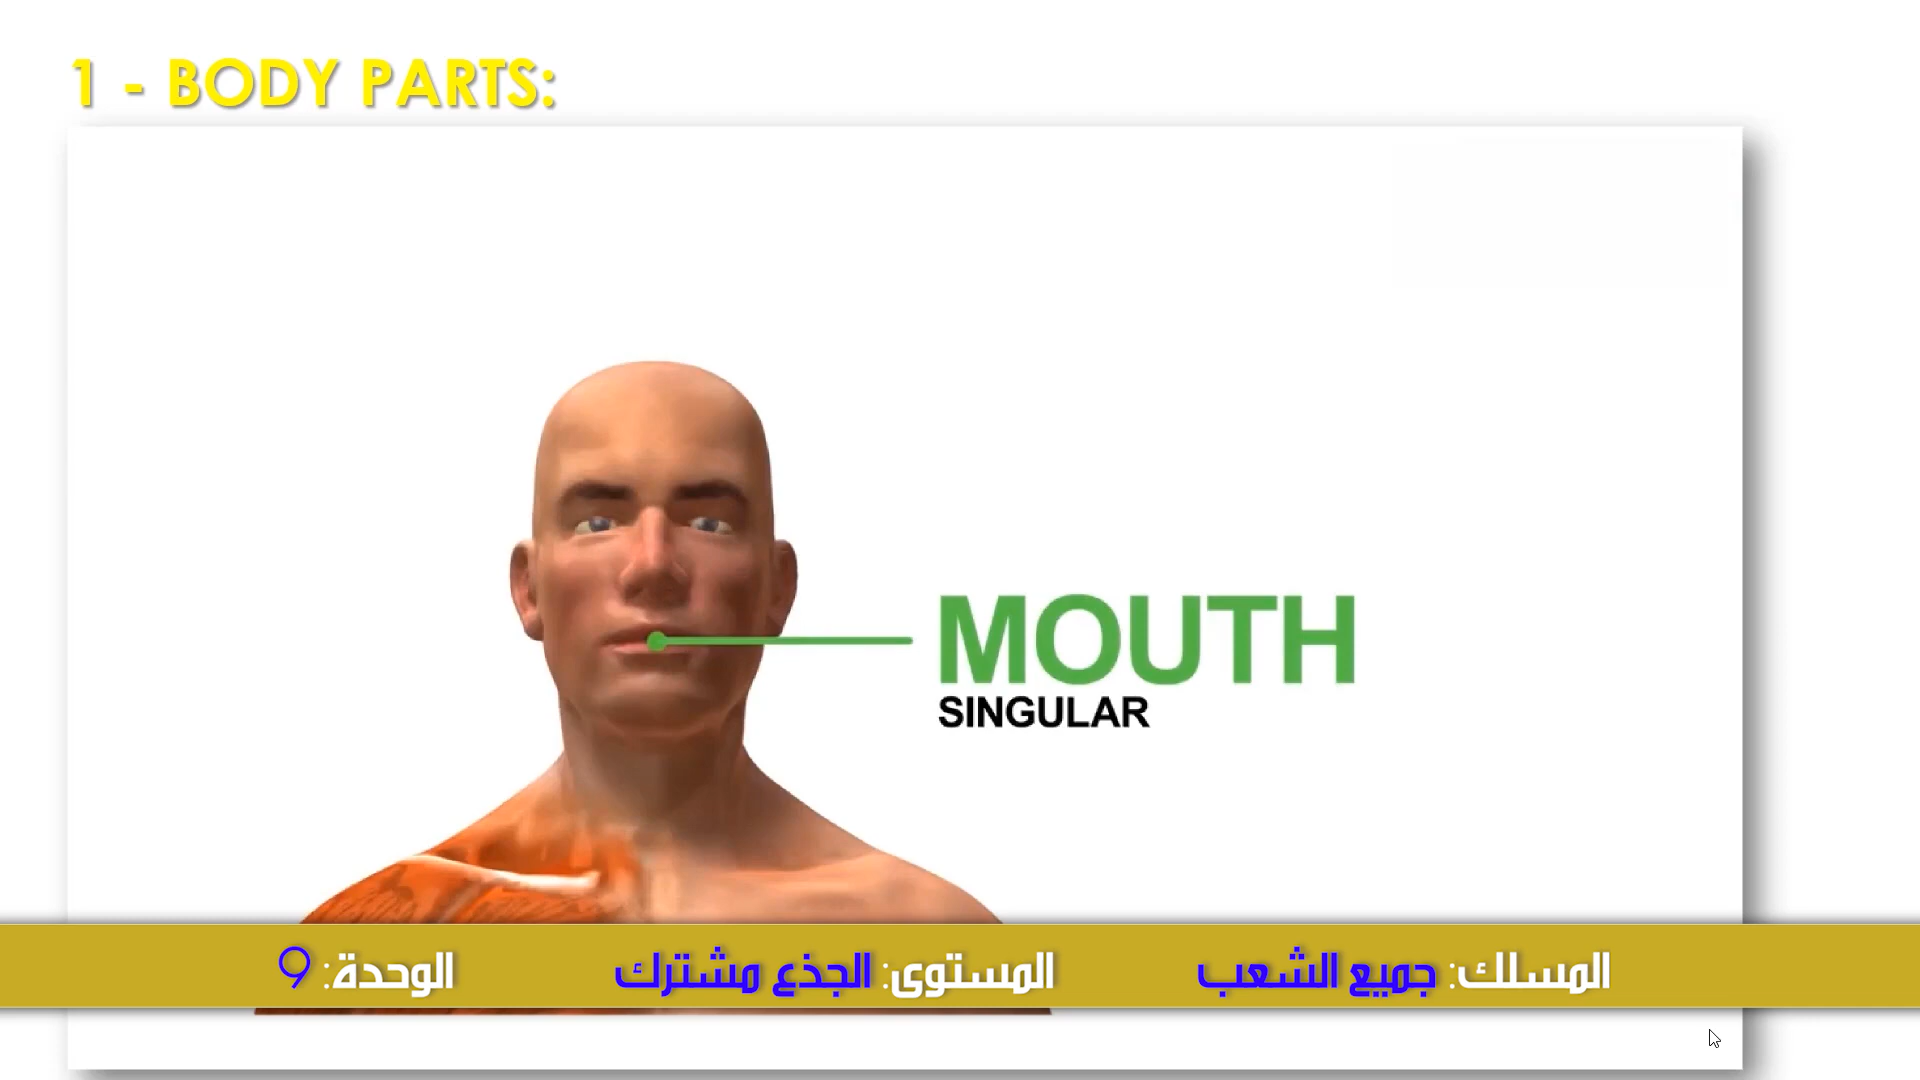 1 - BODY PARTS:
MOUTH
SINGULAR
المسلك: جميع الشعب المستوى: الجذع مشترك الوحدة: 9